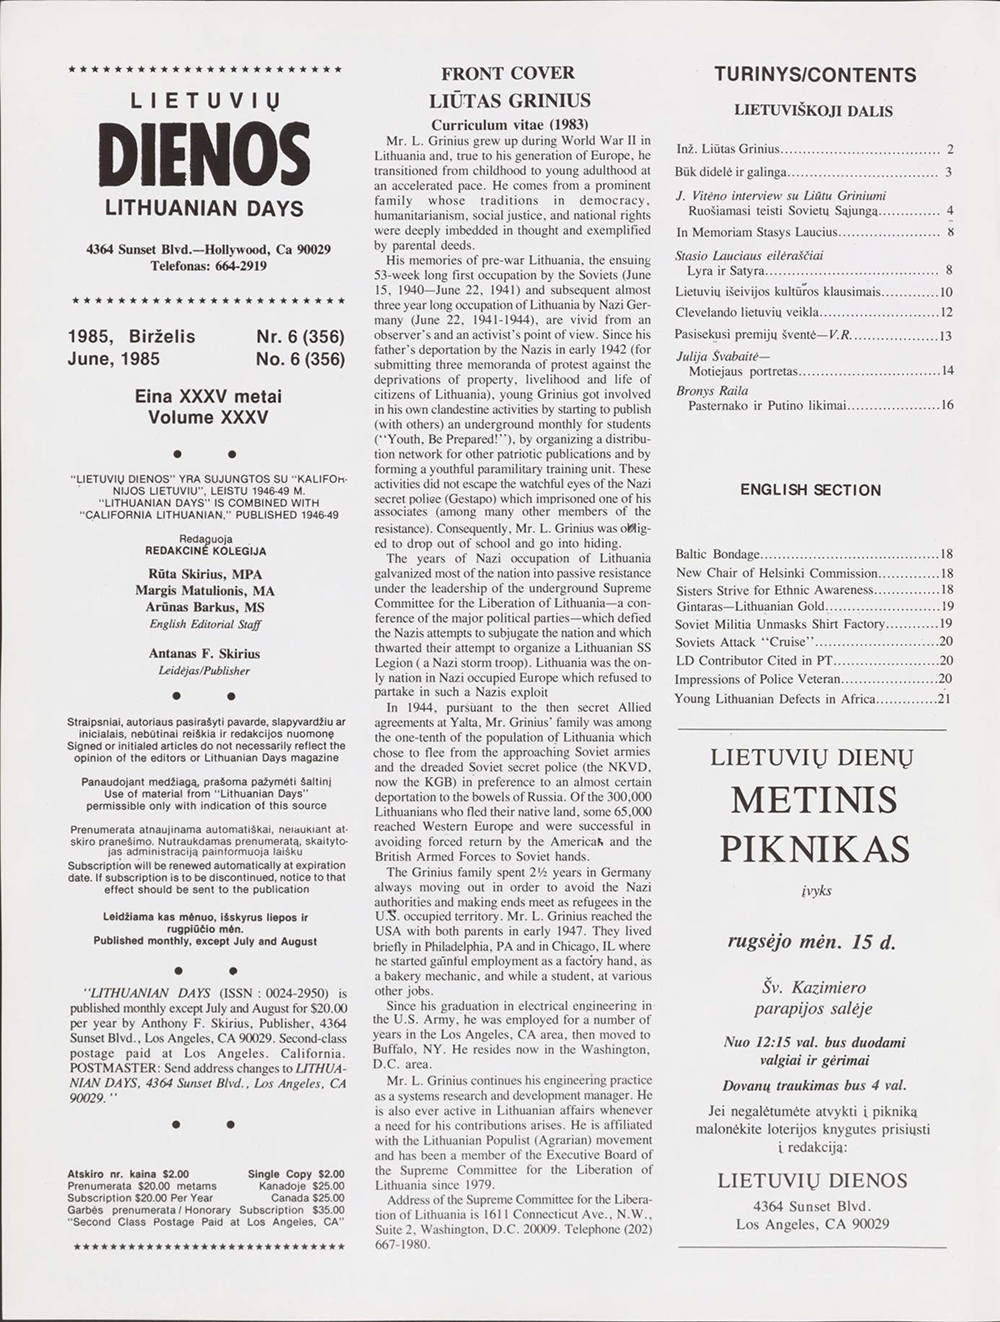 LIETUVIŲ
DIENOS
LITHUANIAN DAYS
4364 Sunset Blvd.—Hollywood, Ca 90029
Telefonas: 664-2919
1985, Birželis Nr. 6 (356)
June, 1985 No. 6 (356)
Eina XXXV metai
Volume XXXV
"LIETUVIŲ DIENOS" YRA SUJUNGTOS SU "KALIFOR-
NIJOS LIETUVIU", LEISTU 1946-49 M.
"LITHUANIAN DAYS" IS COMBINED WITH
"CALIFORNIA LITHUANIAN," PUBLISHED 1946-49
Redaguoja
REDAKCINĖ KOLEGIJA
Rūta Skirius, MPA
Margis Matulionis, MA
Arūnas Barkus, MS
English Editorial Staff
Antanas F. Skirius
Leidėjas/Publisher
Straipsniai, autoriaus pasirašyti pavarde, slapyvardžiu ar
inicialais, nebūtinai reiškia ir redakcijos nuomonę
Signed or initialed articles do not necessarily reflect the
opinion of the editors or Lithuanian Days magazine
Panaudojant medžiagą, prašoma pažymėti šaltinį
Use of material from "Lithuanian Days"
permissible only with indication of this source
Prenumerata atnaujinama automatiškai, nelaukiant at-
skiro pranešimo. Nutraukdamas prenumeratą, skaityto-
jas administraciją painformuoja laišku
Subscription will be renewed automatically at expiration
date. If subscription is to be discontinued, notice to that
effect should be sent to the publication
Leidžiama kas mėnuo, išskyrus liepos ir
rugpiūčio mėn.
Published monthly, except July and August
"LITHUANIAN DAYS (ISSN : 0024-2950) is
published monthly except July and August for $20.00
per year by Anthony F. Skirius, Publisher, 4364
Sunset Blvd., Los Angeles, CA 90029. Second-class
postage paid at Los Angeles. California.
POSTMASTER: Send address changes to LITHUA-
NIAN DAYS, 4364 Sunset Blvd., Los Angeles, CA
90029."
Atskiro nr. kaina $2.00 Single Copy $2.00
Prenumerata $20.00 metams Kanadoje $25.00
Subscription $20.00 Per Year Canada $25.00
Garbės prenumerata/Honorary Subscription $35.00
"Second Class Postage Paid at Los Angeles, CA"
FRONT COVER
LIŪTAS GRINIUS
Curriculum vitae (1983)
Mr. L. Grinius grew up during World War II in
Lithuania and, true to his generation of Europe, he
transitioned from childhood to young adulthood at
an accelerated pace. He comes from a prominent
family whose traditions in democracy,
humanitarianism, social justice, and national rights
were deeply imbedded in thought and exemplified
by parental deeds.
His memories of pre-war Lithuania, the ensuing
53-week long first occupation by the Soviets (June
15, 1940—June 22, 1941) and subsequent almost
three year long occupation of Lithuania by Nazi Ger-
many (June 22, 1941-1944), are vivid from an
observer's and an activist's point of view. Since his
father's deportation by the Nazis in early 1942 (for
submitting three memoranda of protest against the
deprivations of property, livelihood and life of
citizens of Lithuania), young Grinius got involved
in his own clandestine activities by starting to publish
(with others) an underground monthly for students
("Youth, Be Prepared!"), by organizing a distribu-
tion network for other patriotic publications and by
forming a youthful paramilitary training unit. These
activities did not escape the watchful eyes of the Nazi
secret police (Gestapo) which imprisoned one of his
associates (among many other members of the
resistance). Consequently, Mr. L. Grinius was oblig-
ed to drop out of school and go into hiding.
The years of Nazi occupation of Lithuania
galvanized most of the nation into passive resistance
under the leadership of the underground Supreme
Committee for the Liberation of Lithuania—a con-
ference of the major political parties—which defied
the Nazis attempts to subjugate the nation and which
thwarted their attempt to organize a Lithuanian SS
Legion ( a Nazi storm troop). Lithuania was the on-
ly nation in Nazi occupied Europe which refused to
partake in such a Nazis exploit
In 1944, pursuant to the then secret Allied
agreements at Yalta, Mr. Grinius' family was among
the one-tenth of the population of Lithuania which
chose to flee from the approaching Soviet armies
and the dreaded Soviet secret police (the NKVD,
now the KGB) in preference to an almost certain
deportation to the bowels of Russia. Of the 300,000
Lithuanians who fled their native land, some 65,000
reached Western Europe and were successful in
avoiding forced return by the American and the
British Armed Forces to Soviet hands.
The Grinius family spent 2½ years in Germany
always moving out in order to avoid the Nazi
authorities and making ends meet as refugees in the
U.S. occupied territory. Mr. L. Grinius reached the
USA with both parents in early 1947. They lived
briefly in Philadelphia, PA and in Chicago, IL where
he started gainful employment as a factory hand, as
a bakery mechanic, and while a student, at various
other jobs.
Since his graduation in electrical engineering in
the U.S. Army, he was employed for a number of
years in the Los Angeles, CA area, then moved to
Buffalo, NY. He resides now in the Washington,
D.C. area.
Mr. L. Grinius continues his engineering practice
as a systems research and development manager. He
is also ever active in Lithuanian affairs whenever
a need for his contributions arises. He is affiliated
with the Lithuanian Populist (Agrarian) movement
and has been a member of the Executive Board of
the Supreme Committee for the Liberation of
Lithuania since 1979.
Address of the Supreme Committee for the Libera-
tion of Lithuania is 1611 Connecticut Ave., N.W.,
Suite 2, Washington, D.C. 20009. Telephone (202)
667-1980.
TURINYS/CONTENTS
LIETUVIŠKOJI DALIS
Inž. Liūtas Grinius.................................. 2
Būk didelė ir galinga................................ 3
J. Vitėno interview su Liūtu Griniumi
Ruošiamasi teisti Sovietų Sąjungą............. 4
In Memoriam Stasys Laucius...................... 8
Stasio Lauciaus eilėraščiai
Lyra ir Satyra..................................... 8
Lietuvių išeivijos kultūros klausimais............10
Clevelando lietuvių veikla..........................12
Pasisekusi premijų šventė—V.R..................13
Julija Švabaitė—
Motiejaus portretas..............................14
Bronys Raila
Pasternako ir Putino likimai....................16
ENGLISH SECTION
Baltic Bondage......................................18
New Chair of Helsinki Commission.............18
Sisters Strive for Ethnic Awareness..............18
Gintaras—Lithuanian Gold........................19
Soviet Militia Unmasks Shirt Factory...........19
Soviets Attack "Cruise"..........................20
LD Contributor Cited in PT.......................20
Impressions of Police Veteran.....................20
Young Lithuanian Defects in Africa.............21
LIETUVIŲ DIENŲ
METINIS
PIKNIKAS
įvyks
rugsėjo mėn. 15 d.
Šv. Kazimiero
parapijos salėje
Nuo 12:15 val. bus duodami
valgiai ir gėrimai
Dovanų traukimas bus 4 val.
Jei negalėtumėte atvykti į pikniką
malonėkite loterijos knygutes prisiųsti
į redakciją:
LIETUVIŲ DIENOS
4364 Sunset Blvd.
Los Angeles, CA 90029